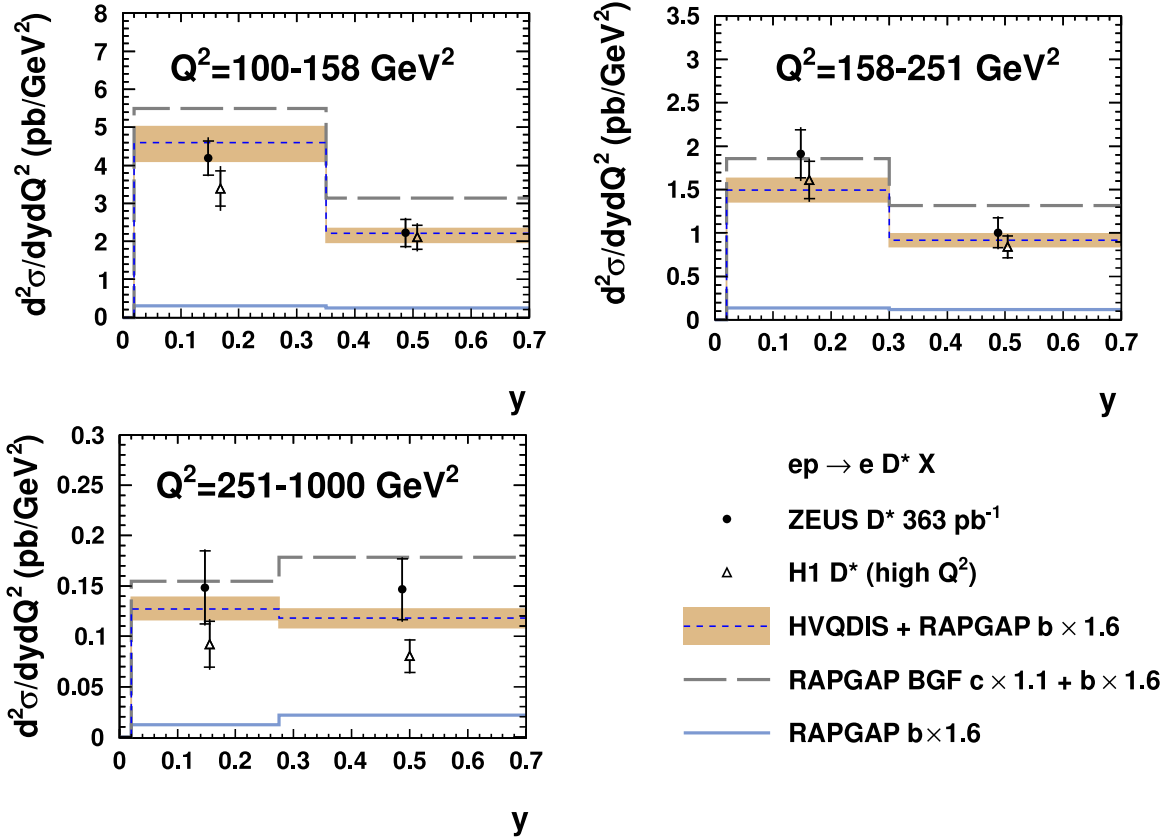 Q²=100-158 GeV²
d²σ/dydQ² (pb/GeV²)
8
7
6
5
4
3
2
1
0
0 0.1 0.2 0.3 0.4 0.5 0.6 0.7
y
Q²=158-251 GeV²
d²σ/dydQ² (pb/GeV²)
3.5
3
2.5
2
1.5
1
0.5
0
0 0.1 0.2 0.3 0.4 0.5 0.6 0.7
y
Q²=251-1000 GeV²
d²σ/dydQ² (pb/GeV²)
0.3
0.25
0.2
0.15
0.1
0.05
0
0 0.1 0.2 0.3 0.4 0.5 0.6 0.7
y
ep → e D* X
ZEUS D* 363 pb⁻¹
H1 D* (high Q²)
HVQDIS + RAPGAP b × 1.6
RAPGAP BGF c × 1.1 + b × 1.6
RAPGAP b×1.6